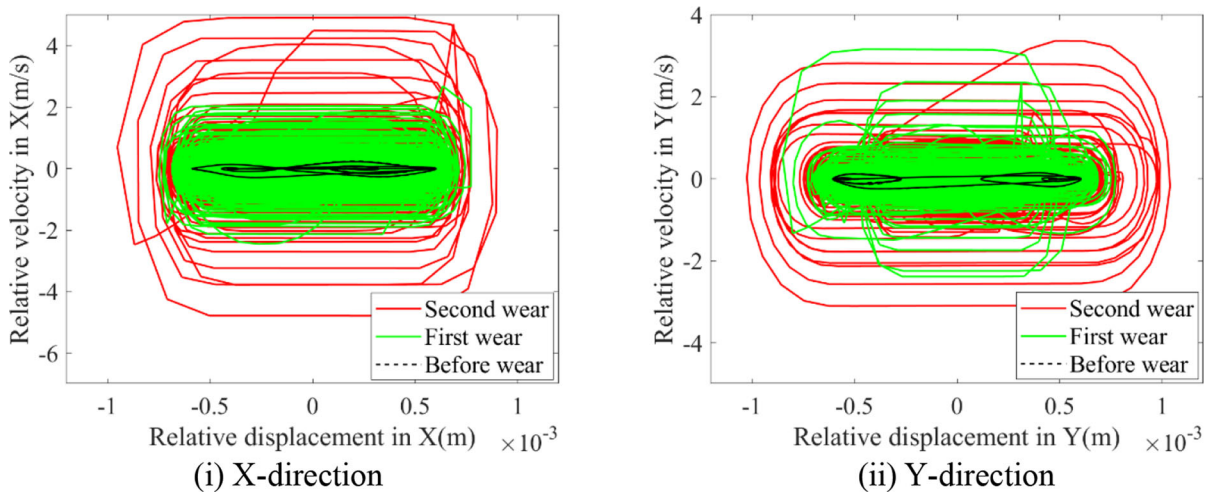 4
2
0
-2
-4
-6
Relative velocity in X(m/s)
Second wear
First wear
Before wear
-1
-0.5
0
0.5
1
×10⁻³
Relative displacement in X(m)
(i) X-direction
4
2
0
-2
-4
Relative velocity in Y(m/s)
Second wear
First wear
Before wear
-1
-0.5
0
0.5
1
×10⁻³
Relative displacement in Y(m)
(ii) Y-direction